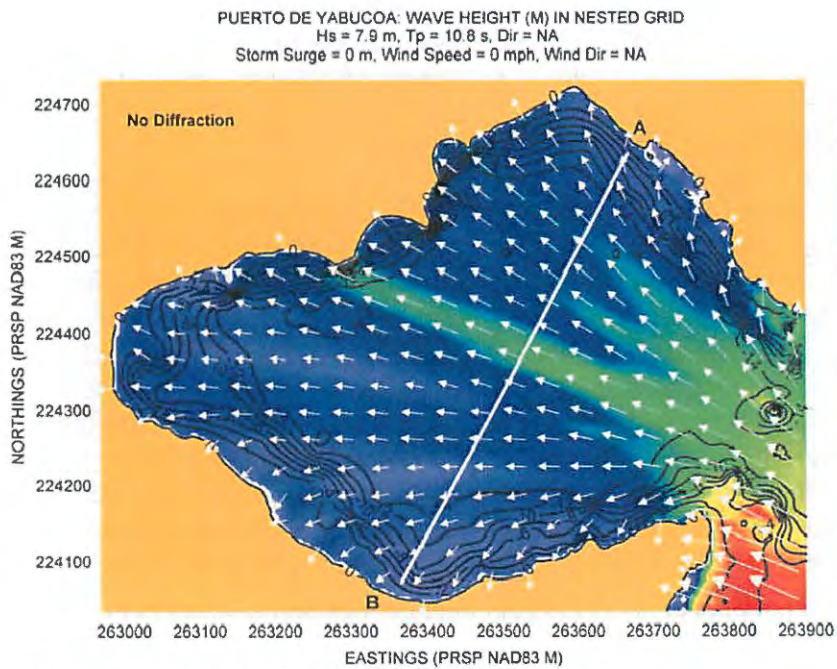 PUERTO DE YABUCOA: WAVE HEIGHT (M) IN NESTED GRID
Hs = 7.9 m, Tp = 10.8 s, Dir = NA
Storm Surge = 0 m, Wind Speed = 0 mph, Wind Dir = NA
No Diffraction
A
B
224700
224600
224500
224400
224300
224200
224100
NORTHINGS (PRSP NAD83 M)
263000 263100 263200 263300 263400 263500 263600 263700 263800 263900
EASTINGS (PRSP NAD83 M)